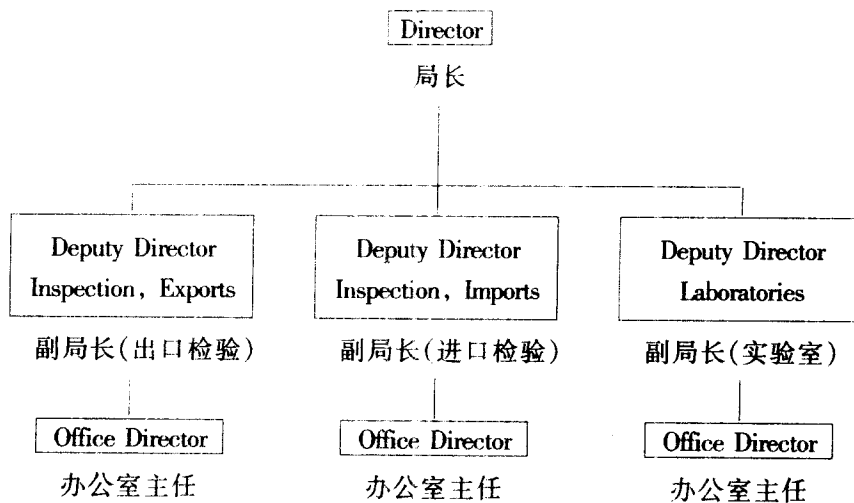 Director
局长
Deputy Director
Inspection, Exports
Deputy Director
Inspection, Imports
Deputy Director
Laboratories
副局长(出口检验)
副局长(进口检验)
副局长(实验室)
Office Director
Office Director
Office Director
办公室主任
办公室主任
办公室主任